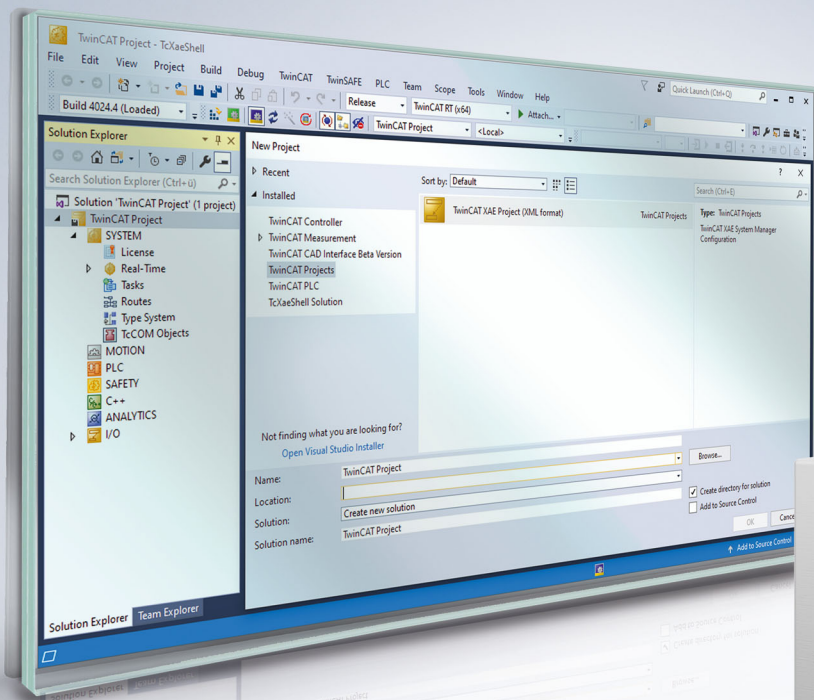 TwinCAT Project - TcXaeShell
File Edit View Project Build Debug TwinCAT TwinSAFE PLC Team Scope Tools Window Help
Quick Launch (Ctrl+Q)
Release
TwinCAT RT (x64)
Attach...
Build 4024.4 (Loaded)
TwinCAT Project
<Local>
Solution Explorer
Search Solution Explorer (Ctrl+ü)
Solution 'TwinCAT Project' (1 project)
TwinCAT Project
SYSTEM
License
Real-Time
Tasks
Routes
Type System
TcCOM Objects
MOTION
PLC
SAFETY
C++
ANALYTICS
I/O
Solution Explorer
Team Explorer
New Project
? X
Recent
Installed
TwinCAT Controller
TwinCAT Measurement
TwinCAT CAD Interface Beta Version
TwinCAT Projects
TwinCAT PLC
TcXaeShell Solution
Not finding what you are looking for?
Open Visual Studio Installer
Sort by: Default
TwinCAT XAE Project (XML format)
TwinCAT Projects
Search (Ctrl+E)
Type: TwinCAT Projects
TwinCAT XAE System Manager
Configuration
Name:
TwinCAT Project
Location:
Browse...
Solution:
Create new solution
Solution name:
TwinCAT Project
Create directory for solution
Add to Source Control
OK
Cance
Add to Source Control